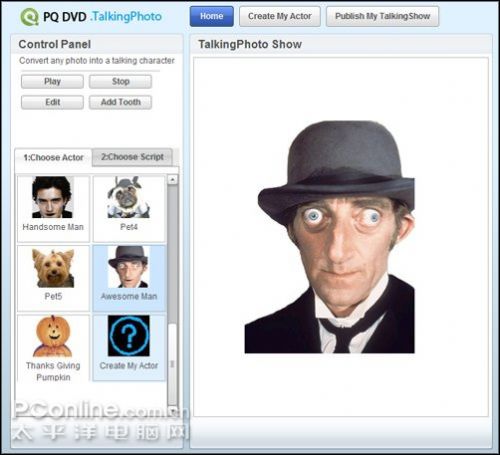 PQ DVD .TalkingPhoto
Home
Create My Actor
Publish My TalkingShow
Control Panel
Convert any photo into a talking character
Play
Stop
Edit
Add Tooth
1:Choose Actor
2:Choose Script
Handsome Man
Pet4
Pet5
Awesome Man
Thanks Giving
Pumpkin
Create My Actor
TalkingPhoto Show
PConline.com.cn
太平洋电脑网